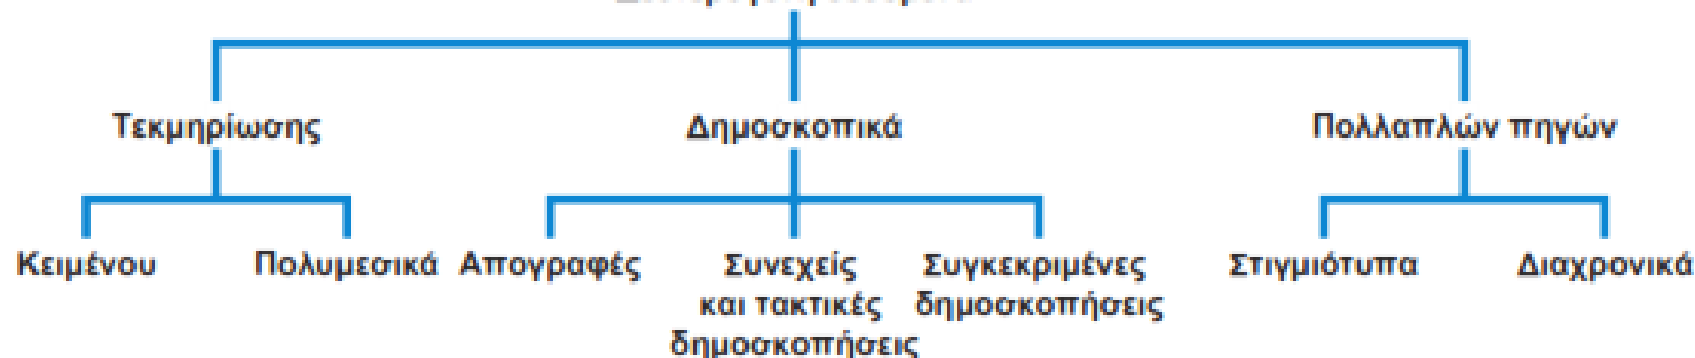 Τεκμηρίωσης Δημοσκοπικά Πολλαπλών πηγών
Κειμένου Πολυμεσικά Απογραφές Συνεχείς Συγκεκριμένες Στιγμιότυπα Διαχρονικά
και τακτικές δημοσκοπήσεις
δημοσκοπήσεις